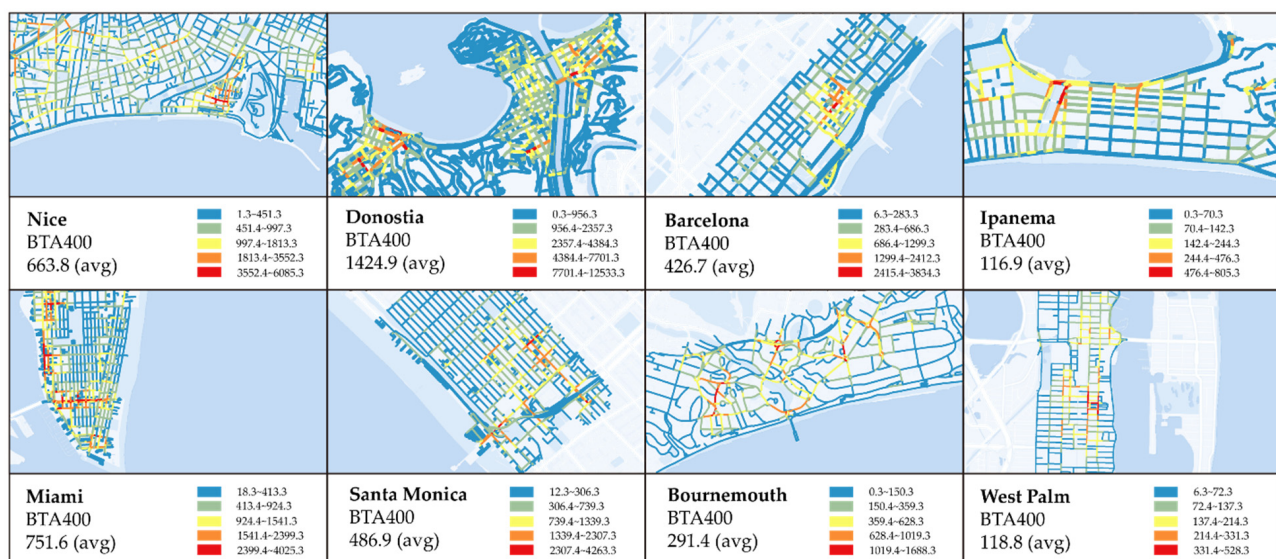 Nice
BTA400
663.8 (avg)
1.3~451.3
451.4~997.3
997.4~1813.3
1813.4~3552.3
3552.4~6085.3
Donostia
BTA400
1424.9 (avg)
0.3~956.3
956.4~2357.3
2357.4~4384.3
4384.4~7701.3
7701.4~12533.3
Barcelona
BTA400
426.7 (avg)
6.3~283.3
283.4~686.3
686.4~1299.3
1299.4~2412.3
2415.4~3834.3
Ipanema
BTA400
116.9 (avg)
0.3~70.3
70.4~142.3
142.4~244.3
244.4~476.3
476.4~805.3
Miami
BTA400
751.6 (avg)
18.3~413.3
413.4~924.3
924.4~1541.3
1541.4~2399.3
2399.4~4025.3
Santa Monica
BTA400
486.9 (avg)
12.3~306.3
306.4~739.3
739.4~1339.3
1339.4~2307.3
2307.4~4263.3
Bournemouth
BTA400
291.4 (avg)
0.3~150.3
150.4~359.3
359.4~628.3
628.4~1019.3
1019.4~1688.3
West Palm
BTA400
118.8 (avg)
6.3~72.3
72.4~137.3
137.4~214.3
214.4~331.3
331.4~528.3